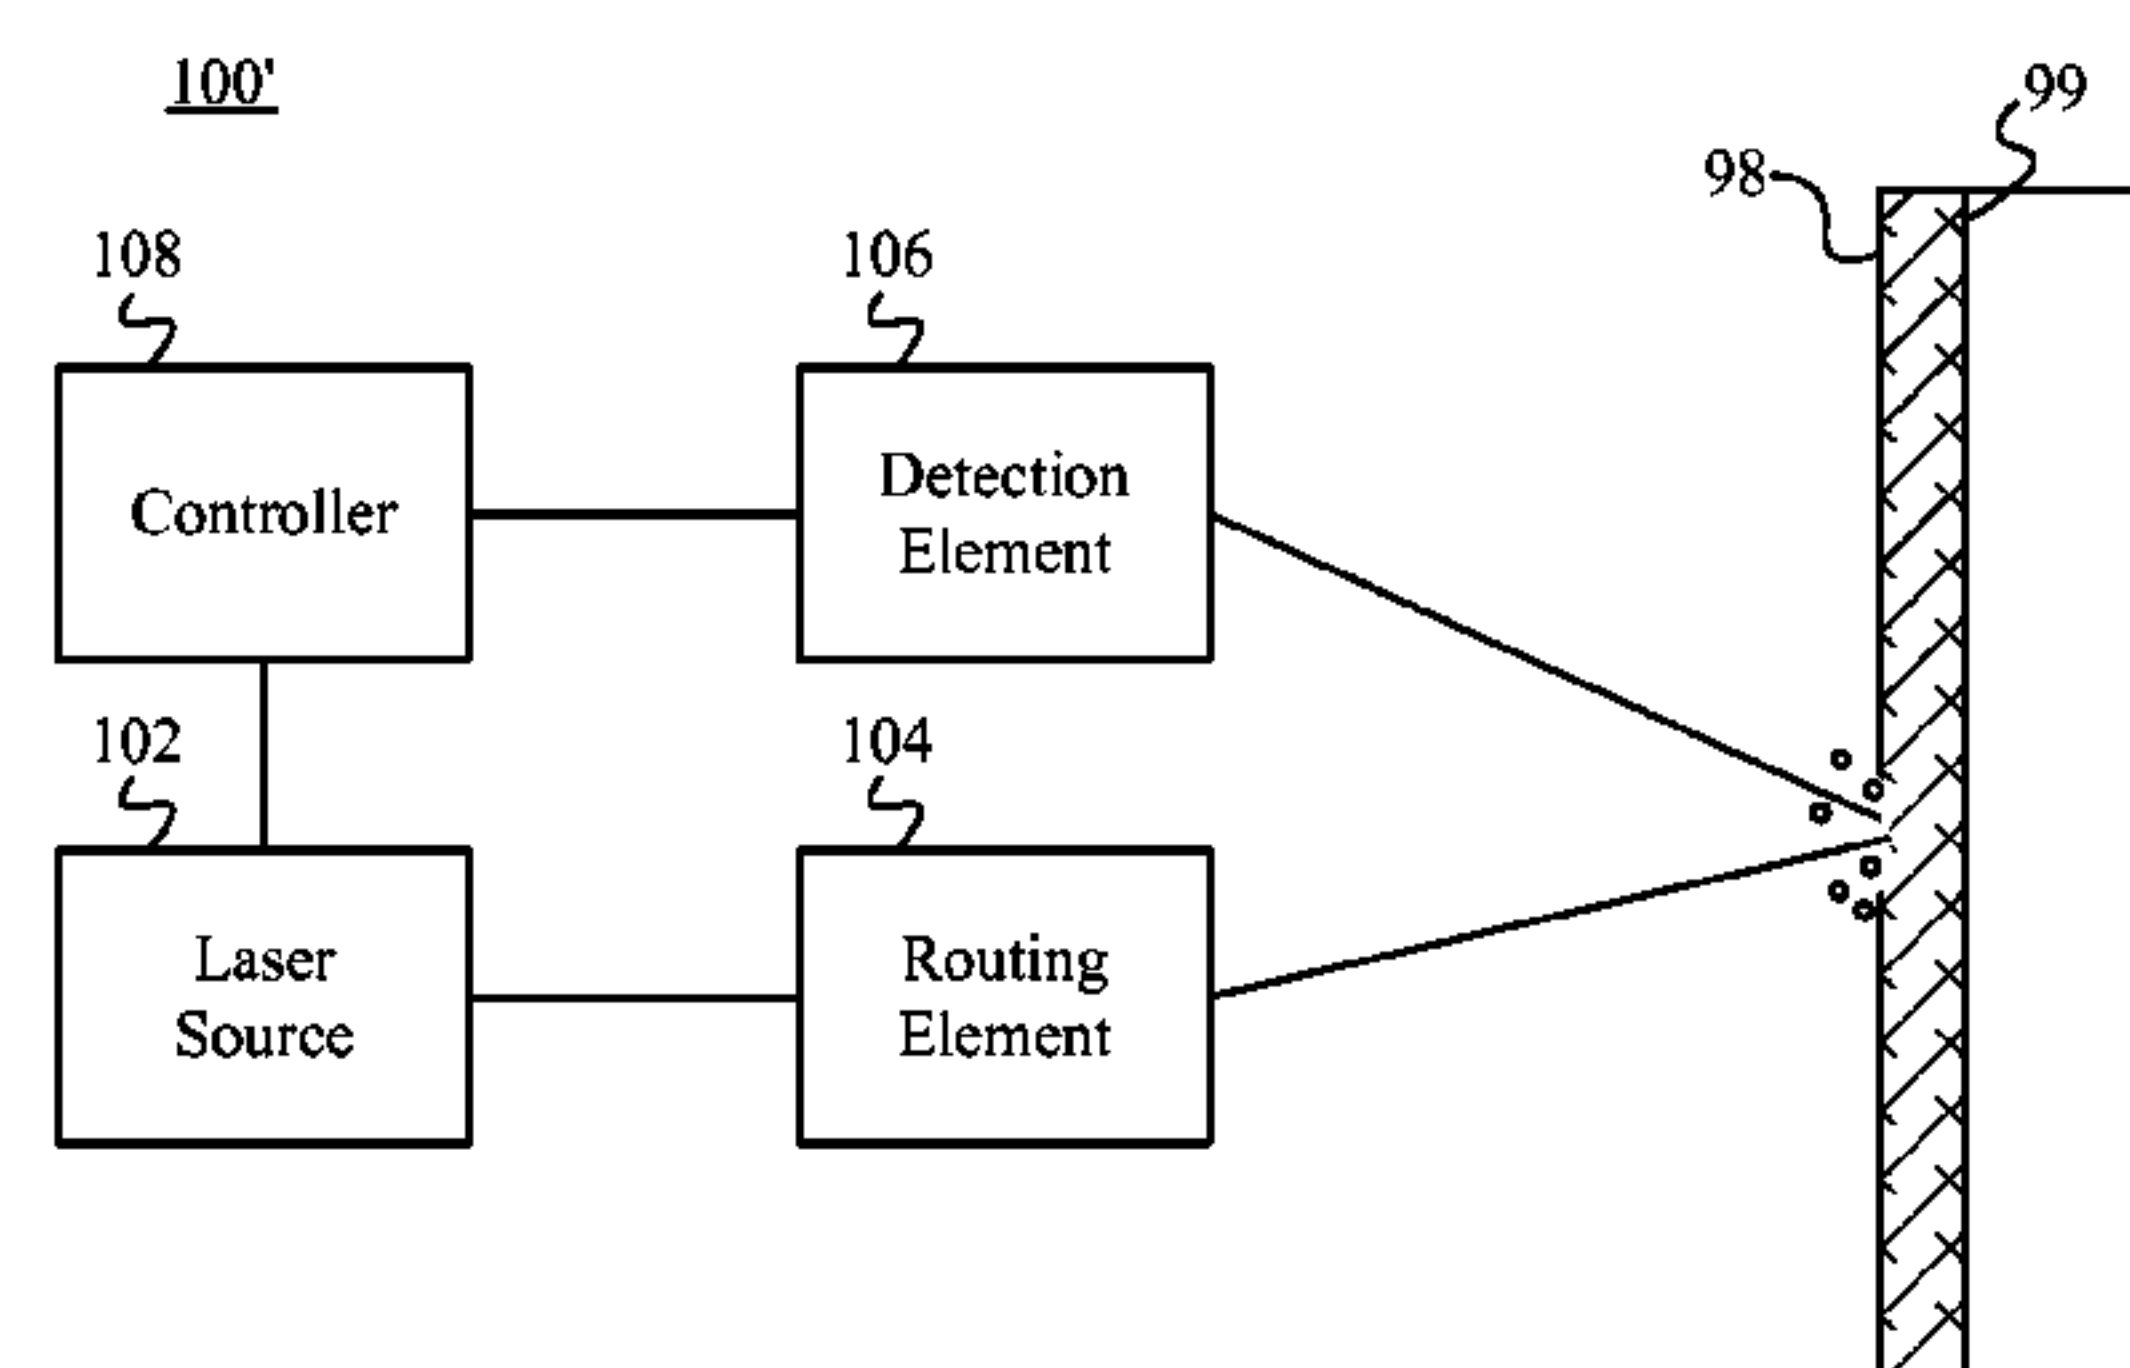 100'
99
98
108
106
Controller
Detection
Element
102
104
Laser
Source
Routing
Element